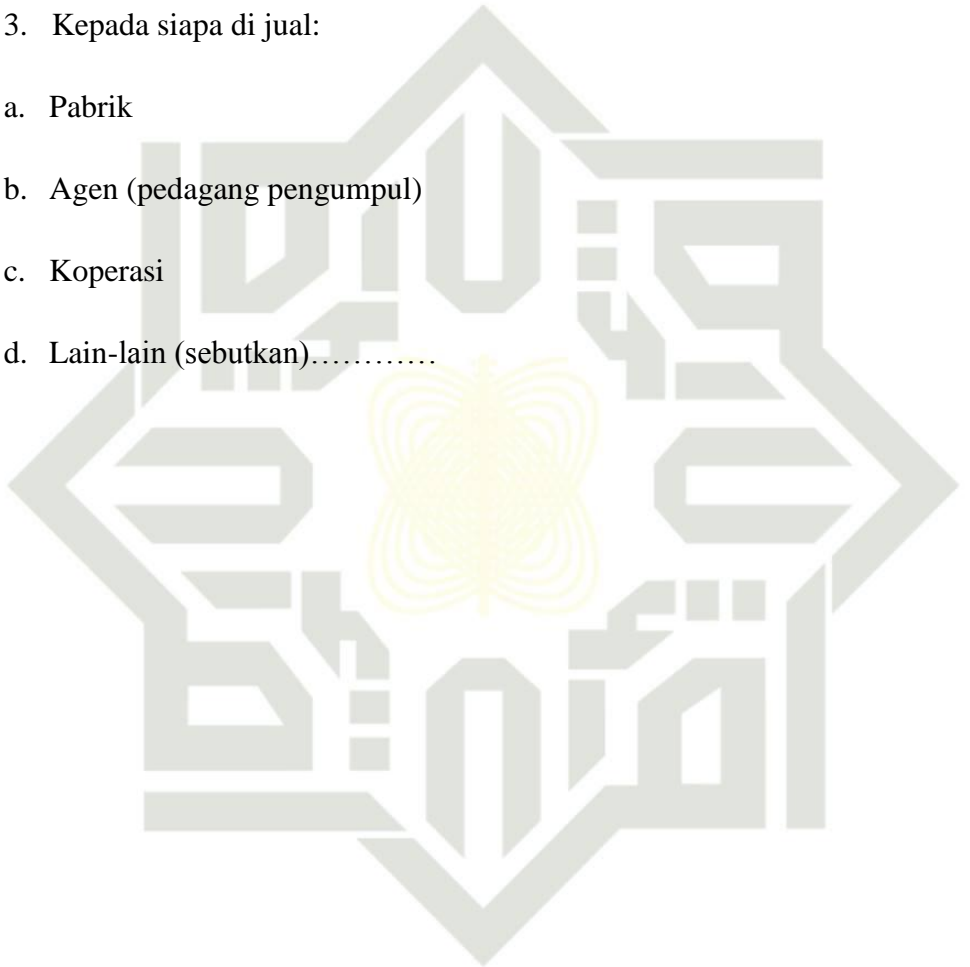 3. Kepada siapa di jual:
a. Pabrik
b. Agen (pedagang pengumpul)
c. Koperasi
d. Lain-lain (sebutkan)…………